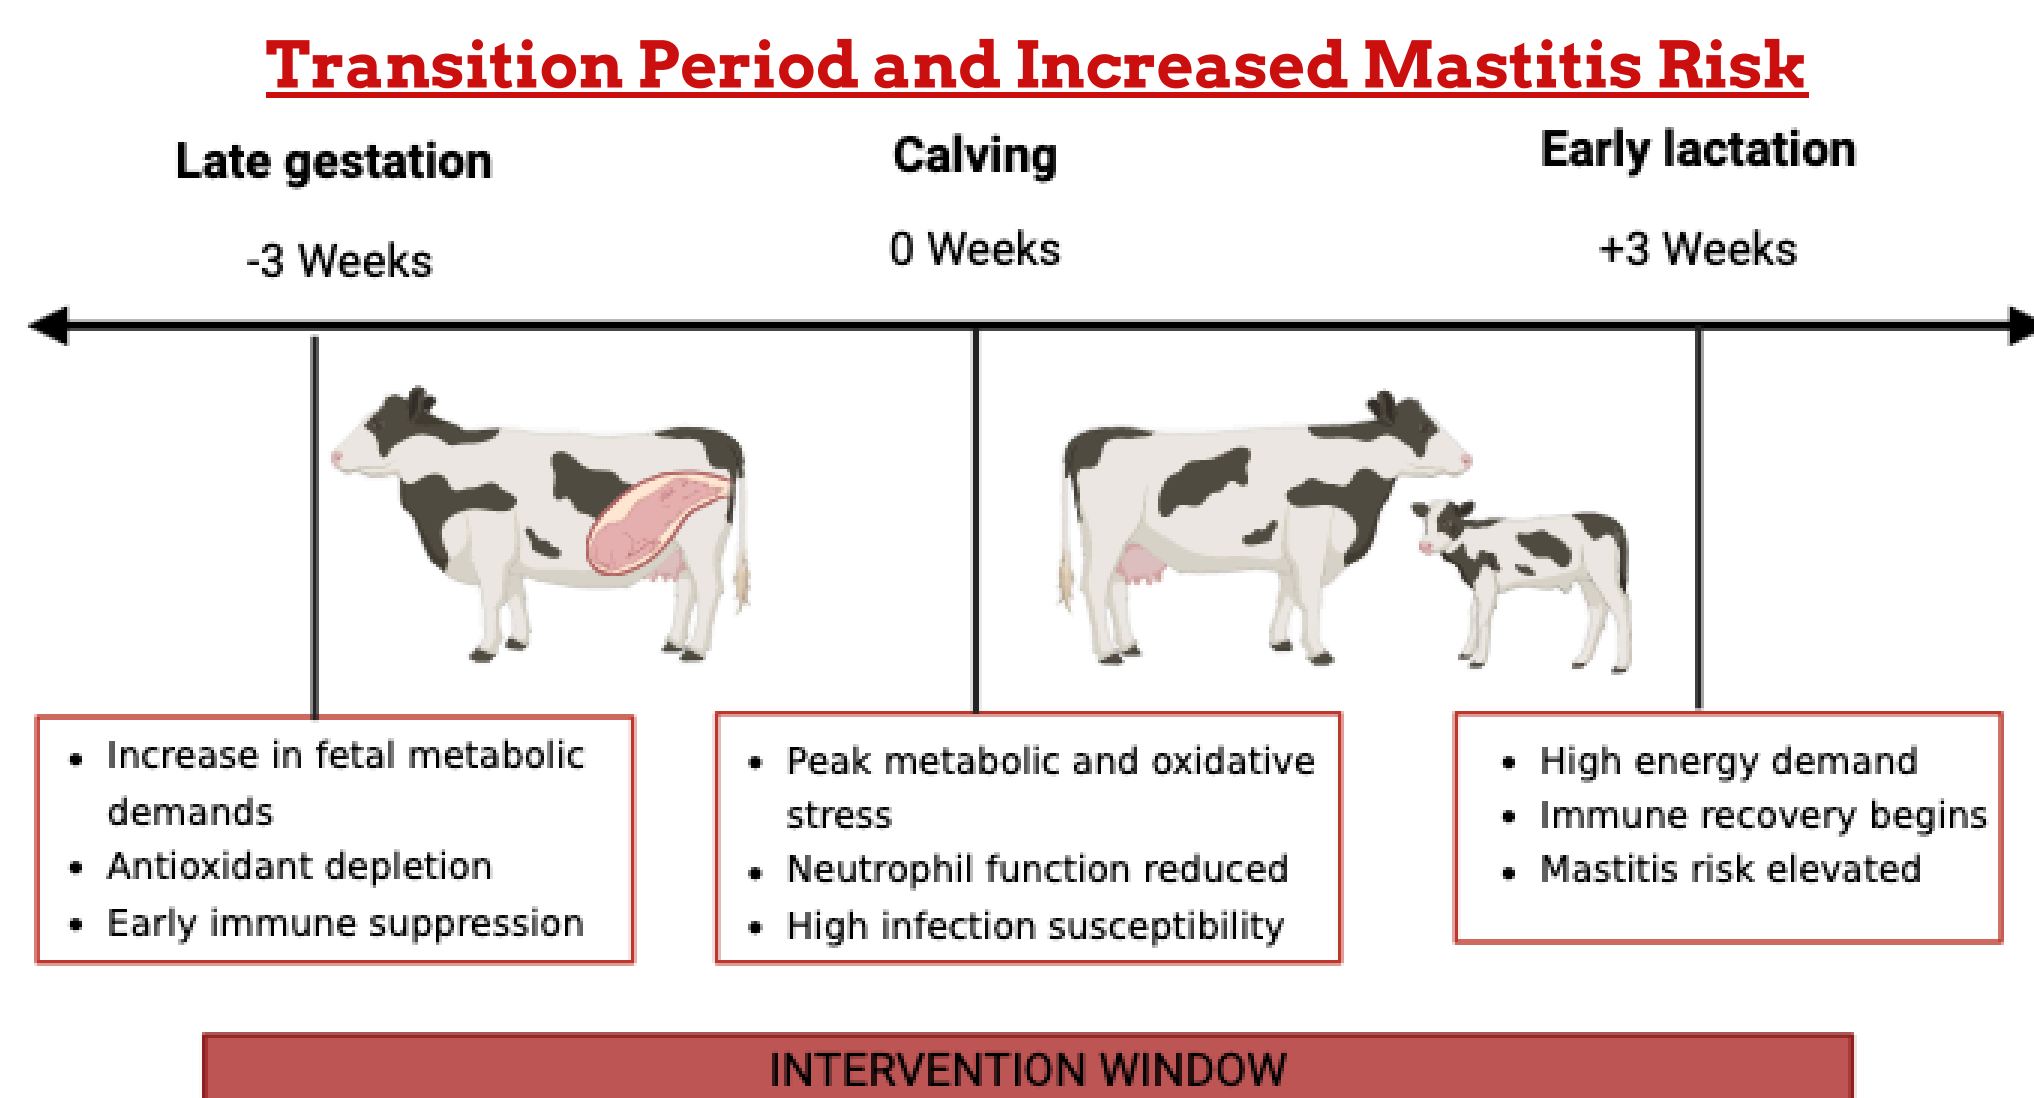 Transition Period and Increased Mastitis Risk
Late gestation
-3 Weeks
Calving
0 Weeks
Early lactation
+3 Weeks
• Increase in fetal metabolic
demands
• Antioxidant depletion
• Early immune suppression
• Peak metabolic and oxidative
stress
• Neutrophil function reduced
• High infection susceptibility
• High energy demand
• Immune recovery begins
• Mastitis risk elevated
INTERVENTION WINDOW